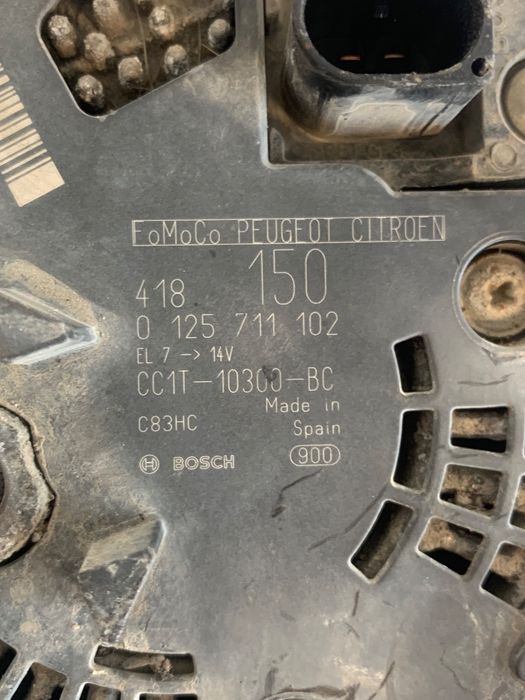 FoMoCo PEUGEOT CITROEN
418 150
0 125 711 102
EL 7 -> 14V
CC1T-10300-BC
Made in
C83HC
Spain
BOSCH 900